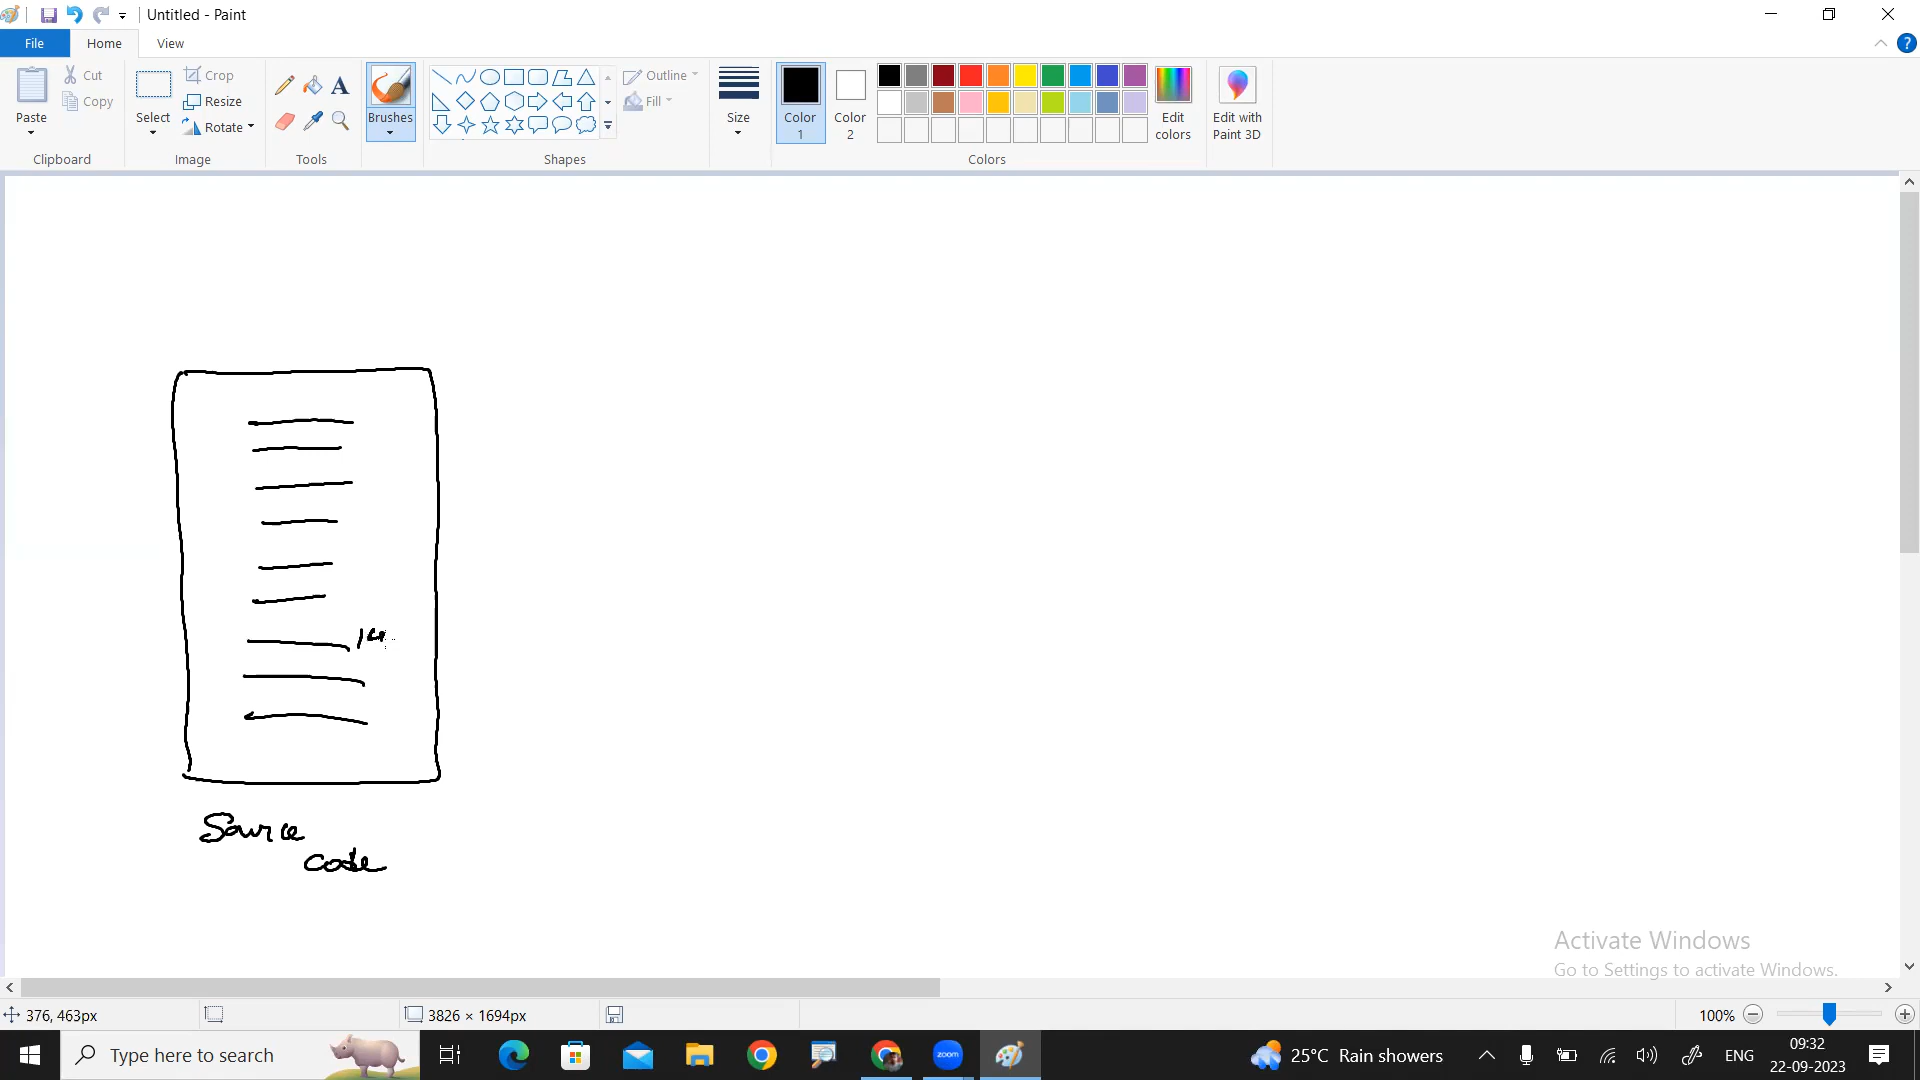 Untitled - Paint
File Home View
Paste
Cut
Copy
Clipboard
Select
Crop
Resize
Rotate
Image
Tools
Brushes
Shapes
Outline
Fill
Size
Color 1
Color 2
Colors
Edit colors
Edit with Paint 3D
14
Source
code
Activate Windows
Go to Settings to activate Windows.
376, 463px
3826 × 1694px
100%
Type here to search
zoom
25°C Rain showers
ENG
09:32
22-09-2023